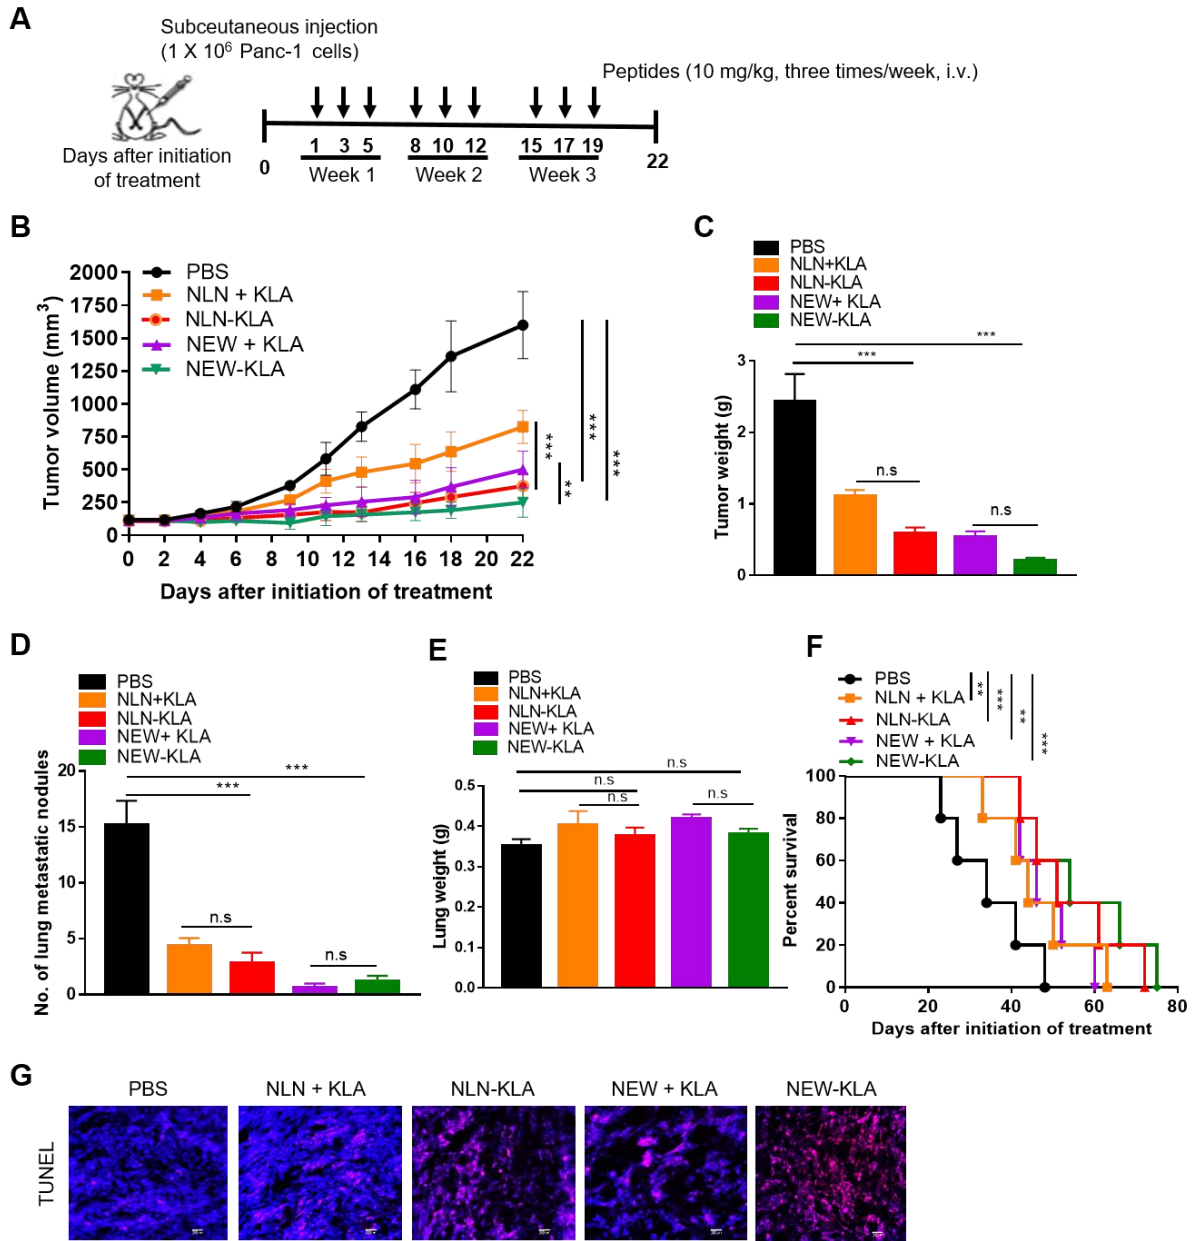 A
Subceutaneous injection
(1 X 10⁶ Panc-1 cells)
Peptides (10 mg/kg, three times/week, i.v.)
Days after initiation
of treatment
0
1 3 5 8 10 12 15 17 19
22
Week 1 Week 2 Week 3
B
PBS
NLN + KLA
NLN-KLA
NEW + KLA
NEW-KLA
Tumor volume (mm³)
2000
1750
1500
1250
1000
750
500
250
0
0 2 4 6 8 10 12 14 16 18 20 22
Days after initiation of treatment
***
**
***
***
C
PBS
NLN+KLA
NLN-KLA
NEW+ KLA
NEW-KLA
Tumor weight (g)
3
2
1
0
***
***
n.s
n.s
D
PBS
NLN+KLA
NLN-KLA
NEW+ KLA
NEW-KLA
No. of lung metastatic nodules
20
15
10
5
0
***
***
n.s
n.s
E
PBS
NLN+KLA
NLN-KLA
NEW+ KLA
NEW-KLA
Lung weight (g)
0.5
0.4
0.3
0.2
0.1
0.0
n.s
n.s
n.s
n.s
F
PBS
NLN + KLA
NLN-KLA
NEW + KLA
NEW-KLA
**
***
**
***
Percent survival
100
80
60
40
20
0
0 20 40 60 80
Days after initiation of treatment
G
PBS NLN + KLA NLN-KLA NEW + KLA NEW-KLA
TUNEL